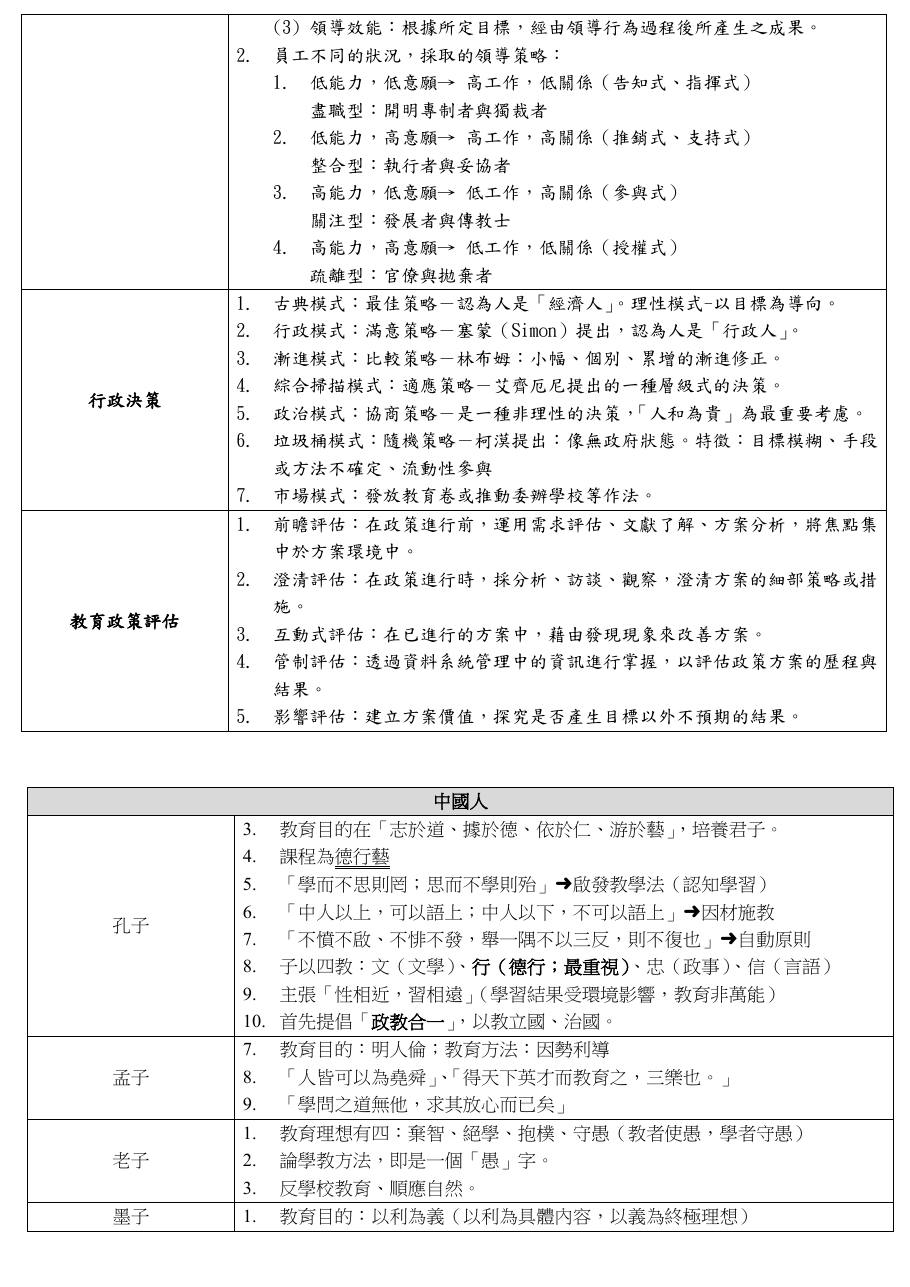 (3) 領導效能：根據所定目標，經由領導行為過程後所產生之成果。
2. 員工不同的狀況，採取的領導策略：
1. 低能力，低意願→ 高工作，低關係（告知式、指揮式）
盡職型：開明專制者與獨裁者
2. 低能力，高意願→ 高工作，高關係（推銷式、支持式）
整合型：執行者與妥協者
3. 高能力，低意願→ 低工作，高關係（參與式）
關注型：發展者與傳教士
4. 高能力，高意願→ 低工作，低關係（授權式）
疏離型：官僚與拋棄者
行政決策
1. 古典模式：最佳策略－認為人是「經濟人」。理性模式-以目標為導向。
2. 行政模式：滿意策略－塞蒙（Simon）提出，認為人是「行政人」。
3. 漸進模式：比較策略－林布姆：小幅、個別、累增的漸進修正。
4. 綜合掃描模式：適應策略－艾齊厄尼提出的一種層級式的決策。
5. 政治模式：協商策略－是一種非理性的決策，「人和為貴」為最重要考慮。
6. 垃圾桶模式：隨機策略－柯漠提出：像無政府狀態。特徵：目標模糊、手段
或方法不確定、流動性參與
7. 市場模式：發放教育卷或推動委辦學校等作法。
教育政策評估
1. 前瞻評估：在政策進行前，運用需求評估、文獻了解、方案分析，將焦點集
中於方案環境中。
2. 澄清評估：在政策進行時，採分析、訪談、觀察，澄清方案的細部策略或措
施。
3. 互動式評估：在已進行的方案中，藉由發現現象來改善方案。
4. 管制評估：透過資料系統管理中的資訊進行掌握，以評估政策方案的歷程與
結果。
5. 影響評估：建立方案價值，探究是否產生目標以外不預期的結果。
中國人
孔子
3. 教育目的在「志於道、據於德、依於仁、游於藝」，培養君子。
4. 課程為德行藝
5. 「學而不思則罔；思而不學則殆」➜啟發教學法（認知學習）
6. 「中人以上，可以語上；中人以下，不可以語上」➜因材施教
7. 「不憤不啟、不悱不發，舉一隅不以三反，則不復也」➜自動原則
8. 子以四教：文（文學）、行（德行；最重視）、忠（政事）、信（言語）
9. 主張「性相近，習相遠」（學習結果受環境影響，教育非萬能）
10. 首先提倡「政教合一」，以教立國、治國。
孟子
7. 教育目的：明人倫；教育方法：因勢利導
8. 「人皆可以為堯舜」、「得天下英才而教育之，三樂也。」
9. 「學問之道無他，求其放心而已矣」
老子
1. 教育理想有四：棄智、絕學、抱樸、守愚（教者使愚，學者守愚）
2. 論學教方法，即是一個「愚」字。
3. 反學校教育、順應自然。
墨子
1. 教育目的：以利為義（以利為具體內容，以義為終極理想）